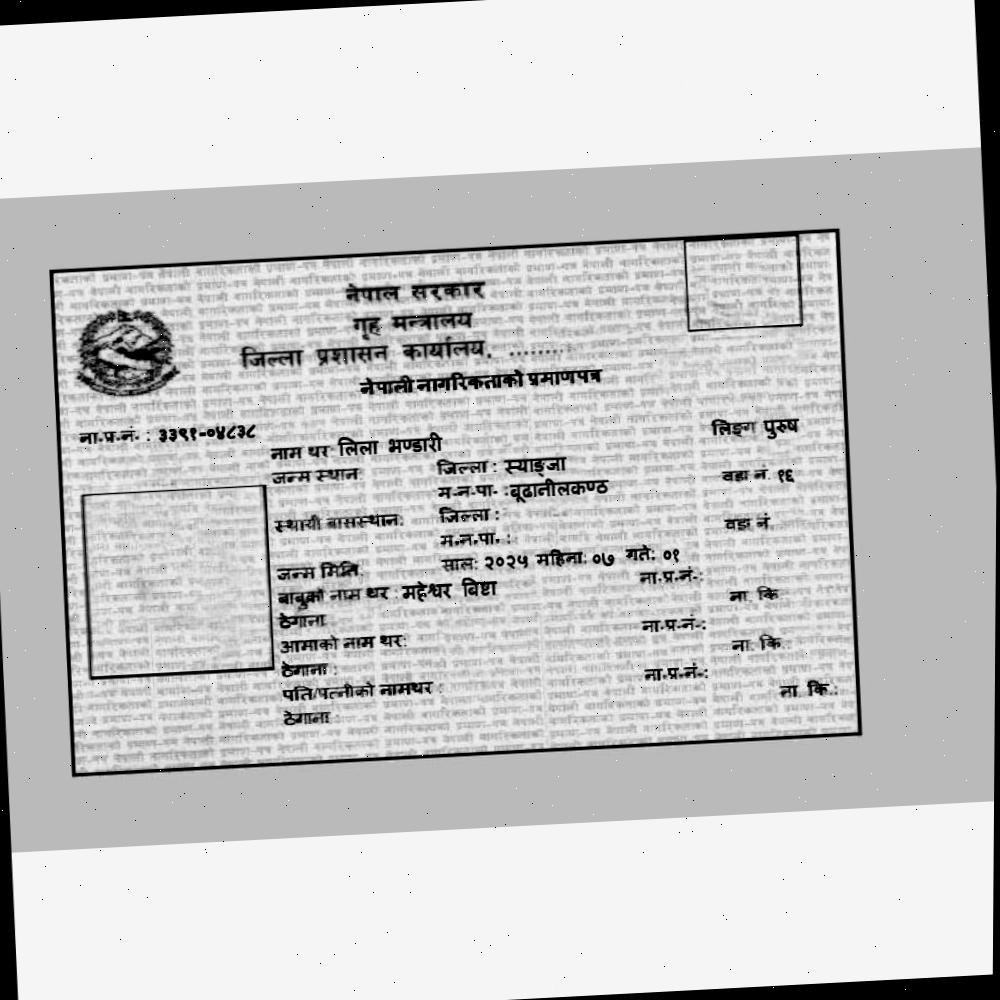 नेपाल सरकार
गृह मन्त्रालय
जिल्ला प्रशासन कार्यालय, .........
नेपाली नागरिकताको प्रमाणपत्र
ना.प्र.नं. : ३३९१-०४८३८
लिङ्ग पुरुष
नाम थर लिला भण्डारी
जन्म स्थान: जिल्ला : स्याङ्जा
म.न.पा. : बूढानीलकण्ठ वडा नं. १६
स्थायी बासस्थान: जिल्ला :
म.न.पा. : वडा नं.
जन्म मिति: साल: २०२५ महिना: ०७ गते: ०१
बाबुको नाम थर : महेश्वर विष्टा ना.प्र.नं.:
ठेगाना ना. कि.
आमाको नाम थर: ना.प्र.नं.:
ठेगाना : ना. कि.:
पति/पत्नीको नामथर : ना.प्र.नं.:
ठेगाना : ना. कि.: